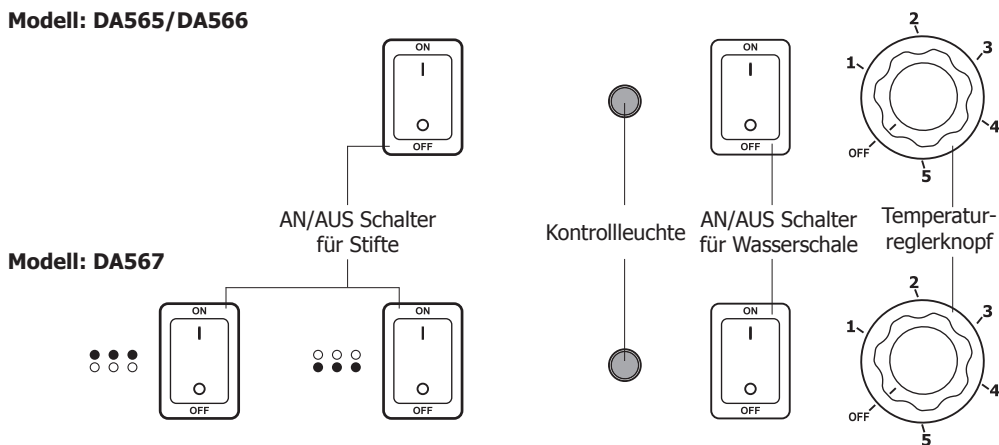 Modell: DA565/DA566
ON
OFF
ON
OFF
1
2
3
4
5
OFF
AN/AUS Schalter
für Stifte
Kontrollleuchte
AN/AUS Schalter
für Wasserschale
Temperatur-
reglerknopf
Modell: DA567
ON
OFF
ON
OFF
ON
OFF
1
2
3
4
5
OFF